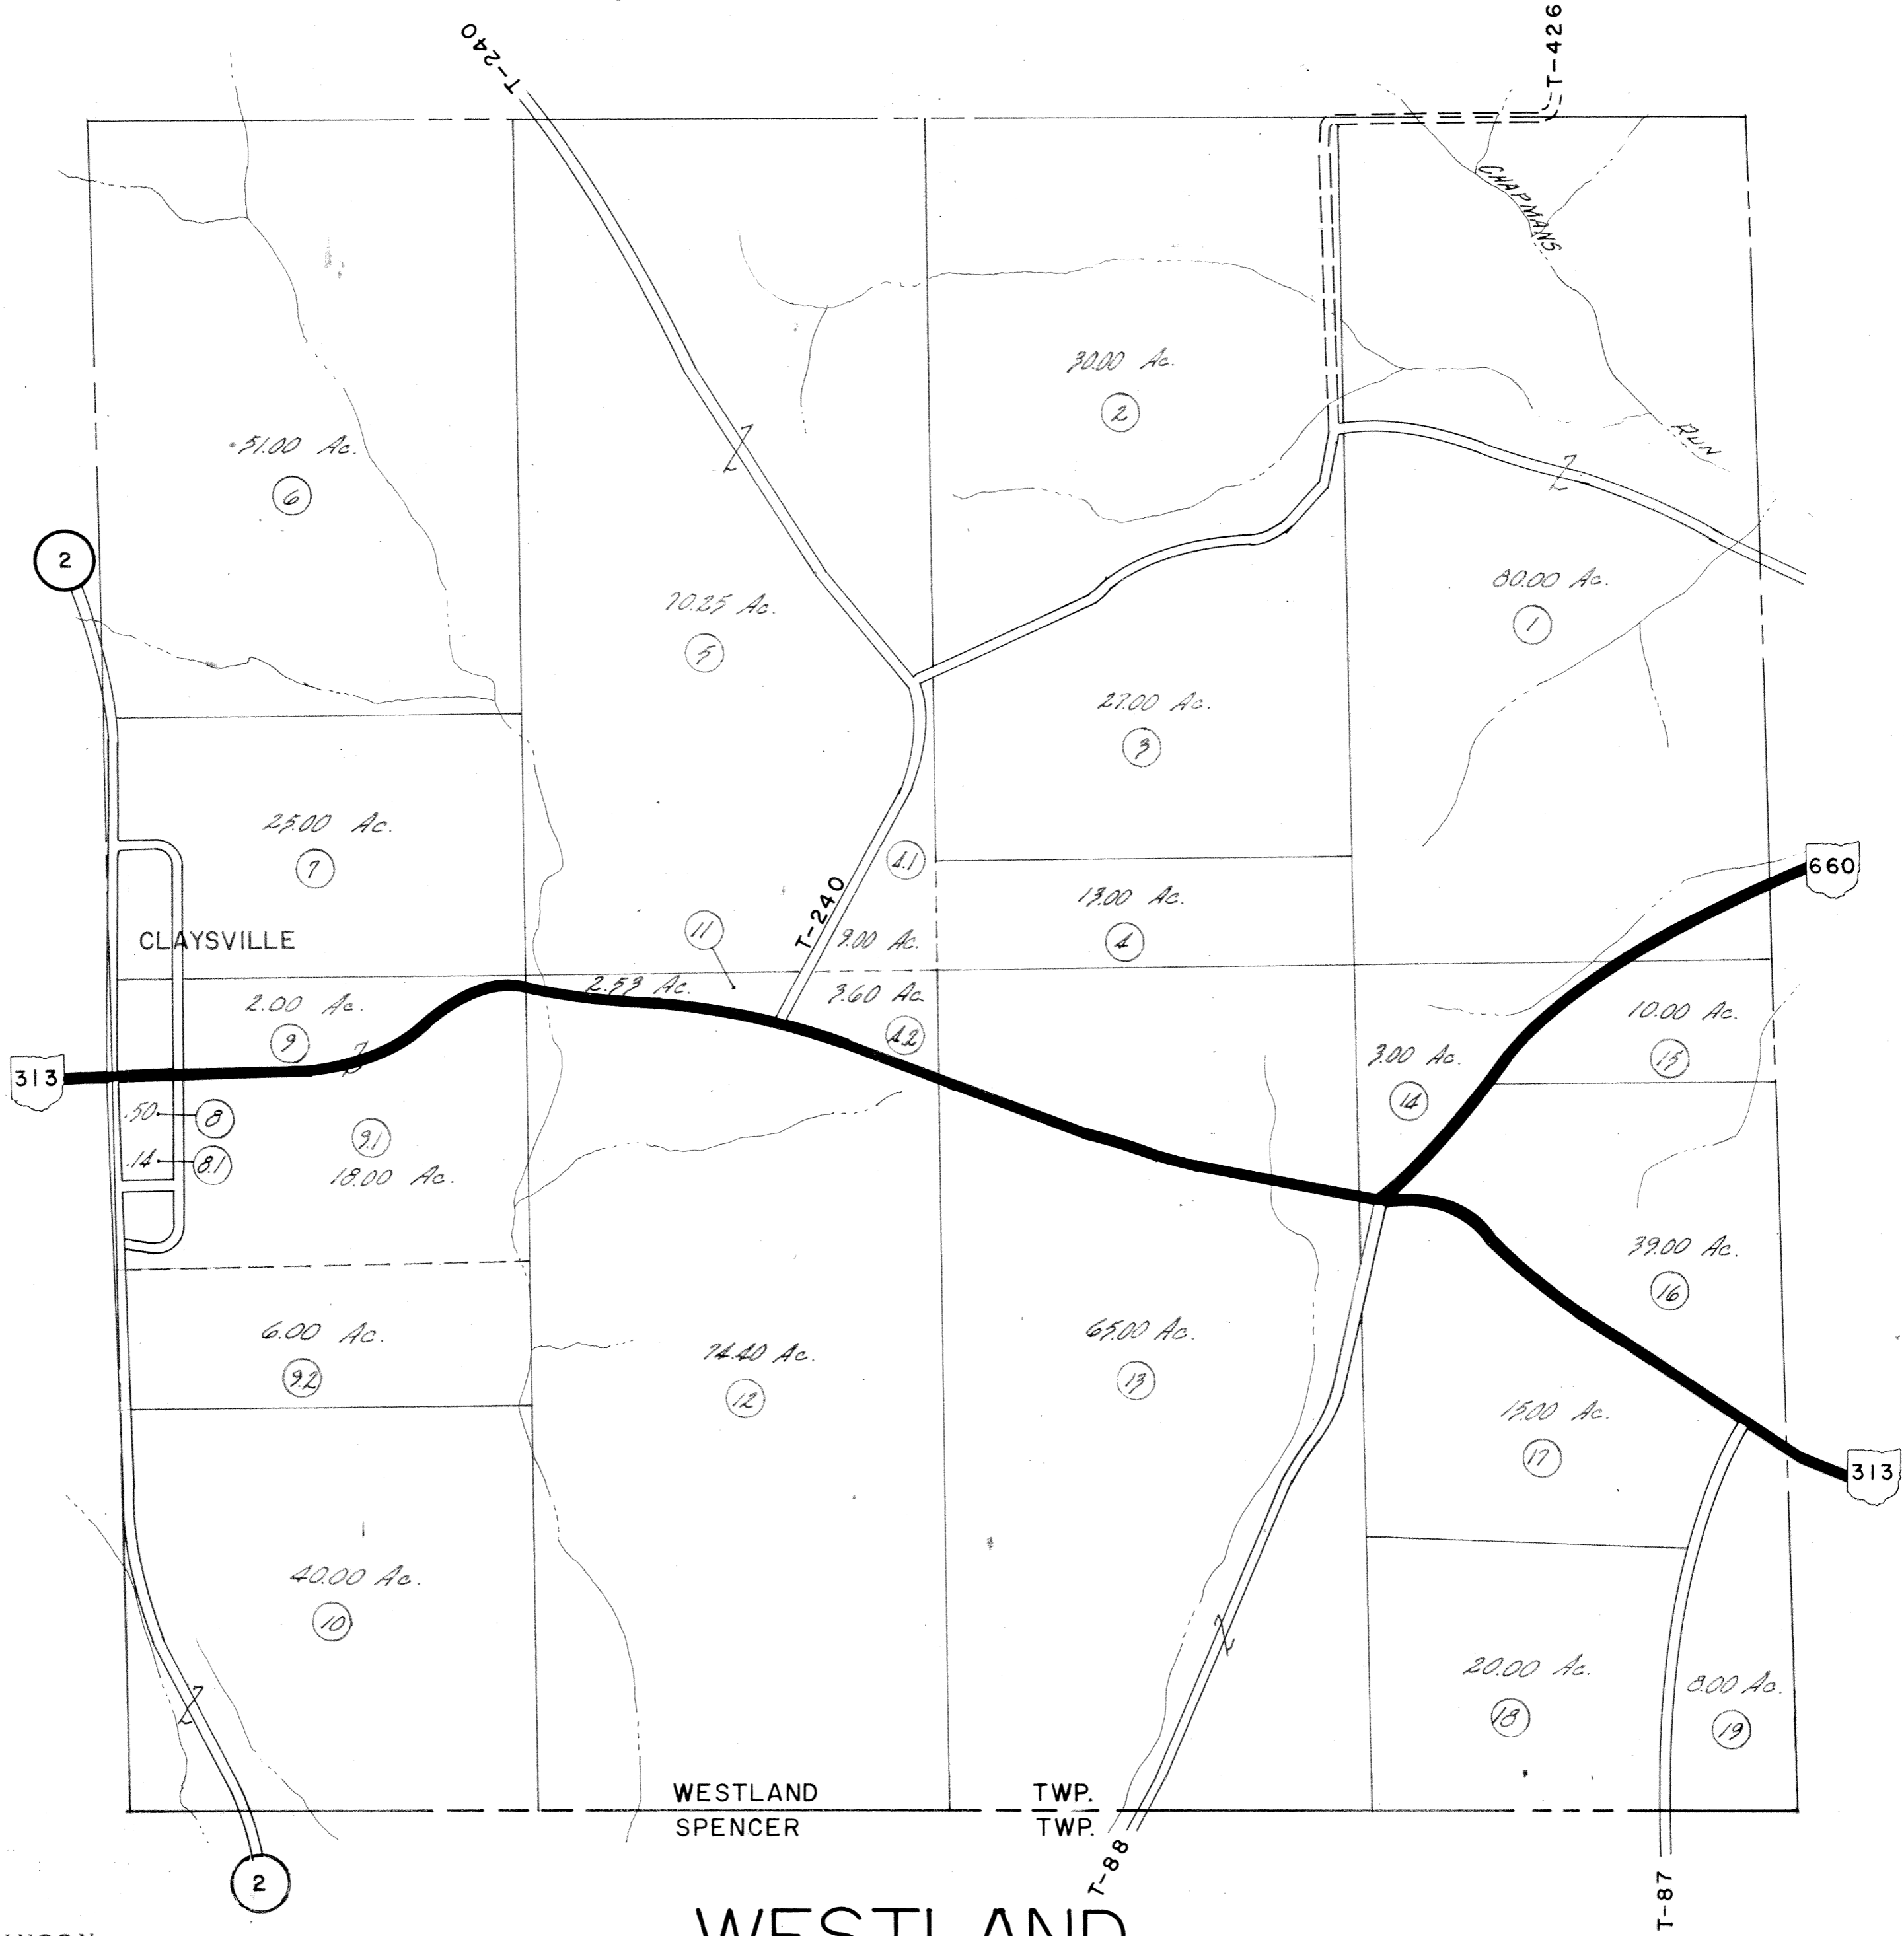 T-240
T-426
CHAPMANS
RUN
30.00 Ac.
2
51.00 Ac.
6
2
70.25 Ac.
5
80.00 Ac.
1
27.00 Ac.
3
25.00 Ac.
7
4.1
660
T-240
13.00 Ac.
4
CLAYSVILLE
11
9.00 Ac.
2.00 Ac.
9
2.53 Ac.
3.60 Ac.
4.2
10.00 Ac.
15
313
3.00 Ac.
14
.50
8
9.1
.14
8.1
18.00 Ac.
39.00 Ac.
16
6.00 Ac.
9.2
74.40 Ac.
12
65.00 Ac.
13
15.00 Ac.
17
313
40.00 Ac.
10
20.00 Ac.
18
8.00 Ac.
19
WESTLAND TWP.
SPENCER TWP.
2
T-88
T-87
WESTLAND